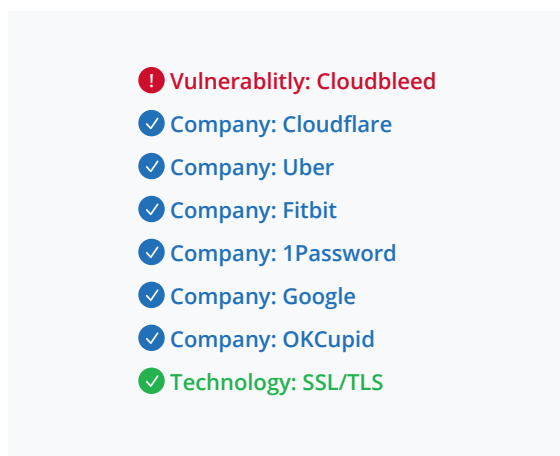 Vulnerablitly: Cloudbleed
Company: Cloudflare
Company: Uber
Company: Fitbit
Company: 1Password
Company: Google
Company: OKCupid
Technology: SSL/TLS